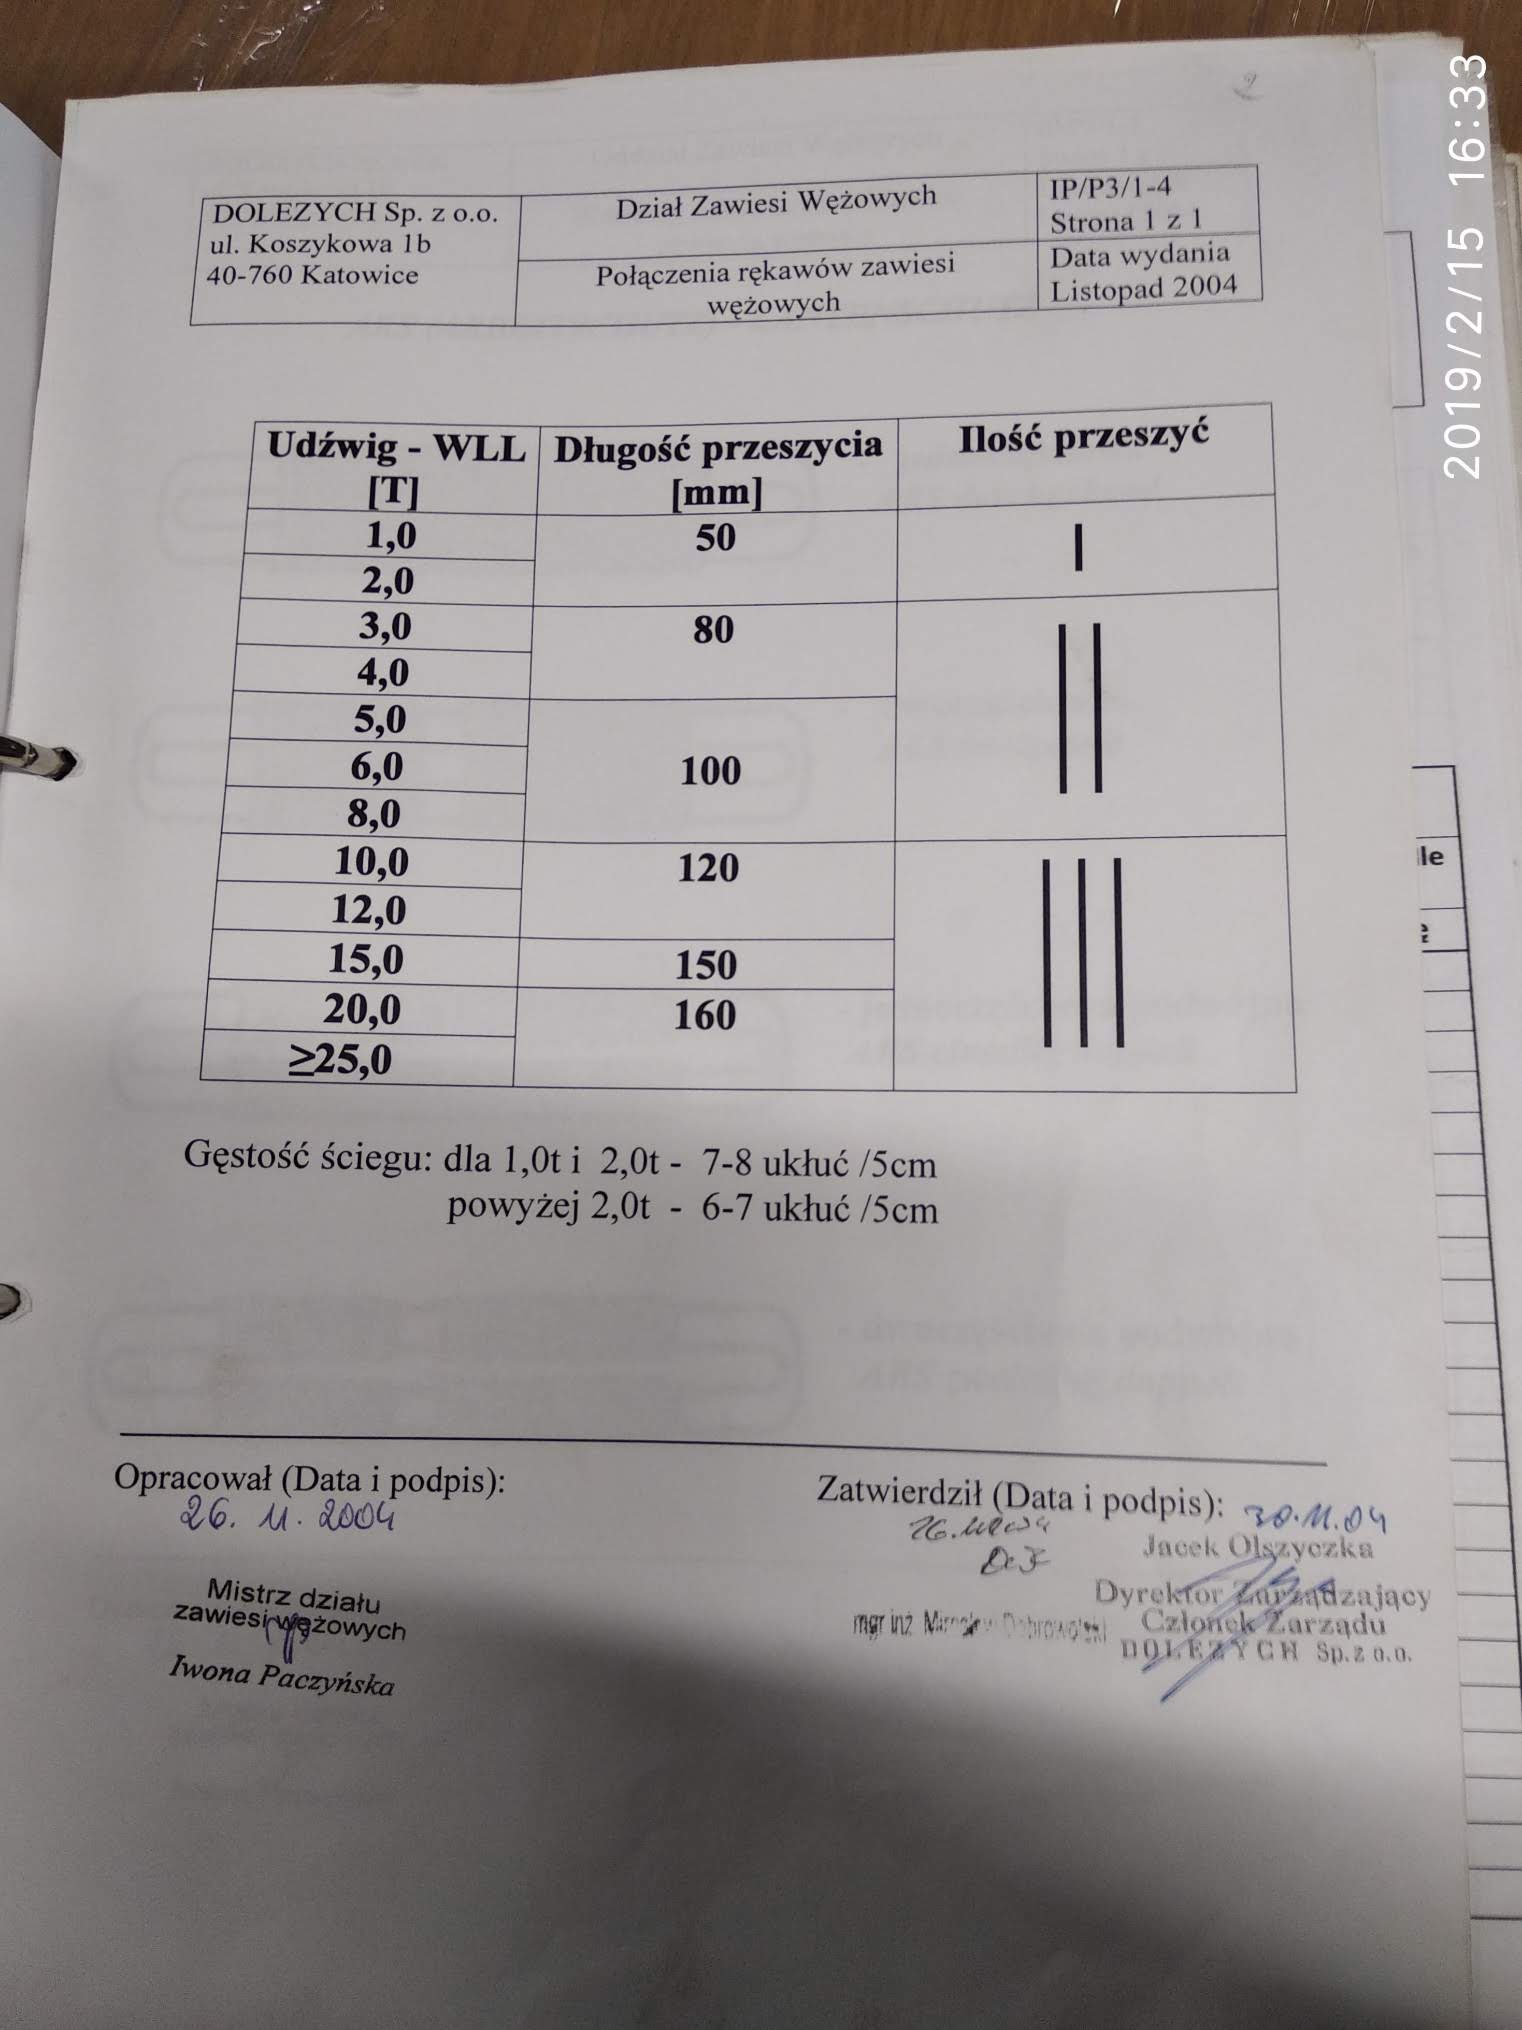 2019/2/15 16:33
2
DOLEZYCH Sp. z o.o.
ul. Koszykowa 1b
40-760 Katowice
Dział Zawiesi Wężowych
Połączenia rękawów zawiesi
wężowych
IP/P3/1-4
Strona 1 z 1
Data wydania
Listopad 2004
Udźwig - WLL
[T]
Długość przeszycia
[mm]
Ilość przeszyć
1,0
50
I
2,0
3,0
80
4,0
5,0
6,0
100
8,0
10,0
120
12,0
15,0
150
20,0
160
≥25,0
Gęstość ściegu: dla 1,0t i 2,0t - 7-8 ukłuć /5cm
powyżej 2,0t - 6-7 ukłuć /5cm
Opracował (Data i podpis):
26. 11. 2004
Mistrz działu
zawiesi wężowych
Iwona Paczyńska
Zatwierdził (Data i podpis):
30.11.04
Jacek Olszyczka
Dyrektor Zarządzający
Członek Zarządu
DOLEZYCH Sp. z o.o.
mgr inż. Mirosław Dobrowolski
le